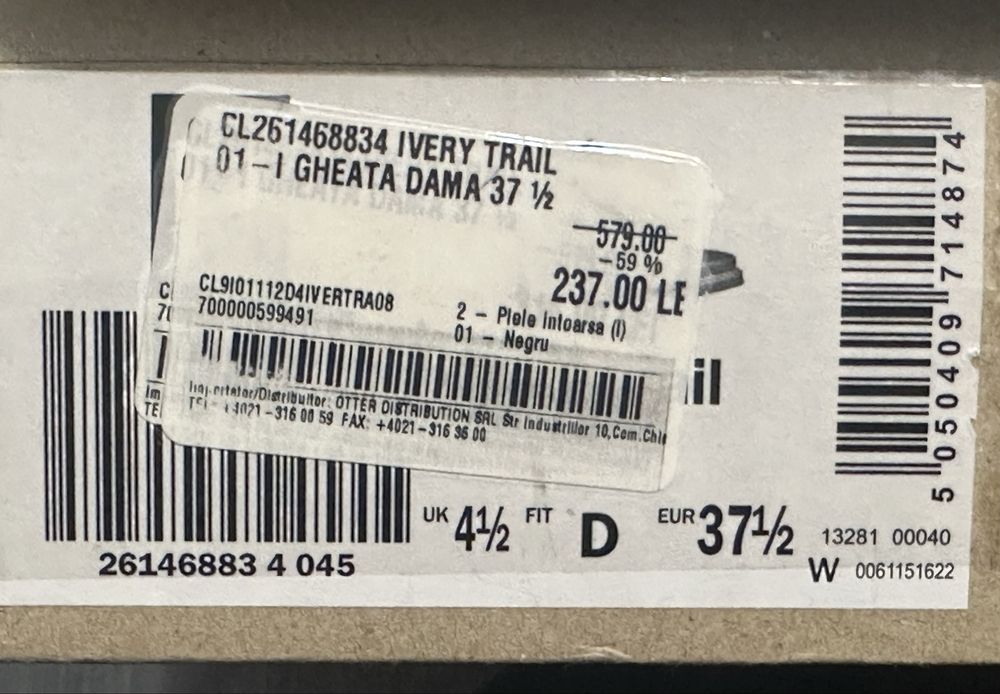 CL261468834 IVERY TRAIL
01-I GHEATA DAMA 37 ½
579.00
-59 %
237.00 LE
CL9I01112D4IVERTRA08
700000599491
2 - Piele Intoarsa (I)
01 - Negru
Importator/Distribuitor: OTTER DISTRIBUTION SRL Str Industriilor 10,Com.Chi
TEL +4021-316 00 59 FAX: +4021-316 36 00
il
26146883 4 045
UK 4½ FIT D EUR 37½
13281 00040
W 0061151622
5 050409 714874